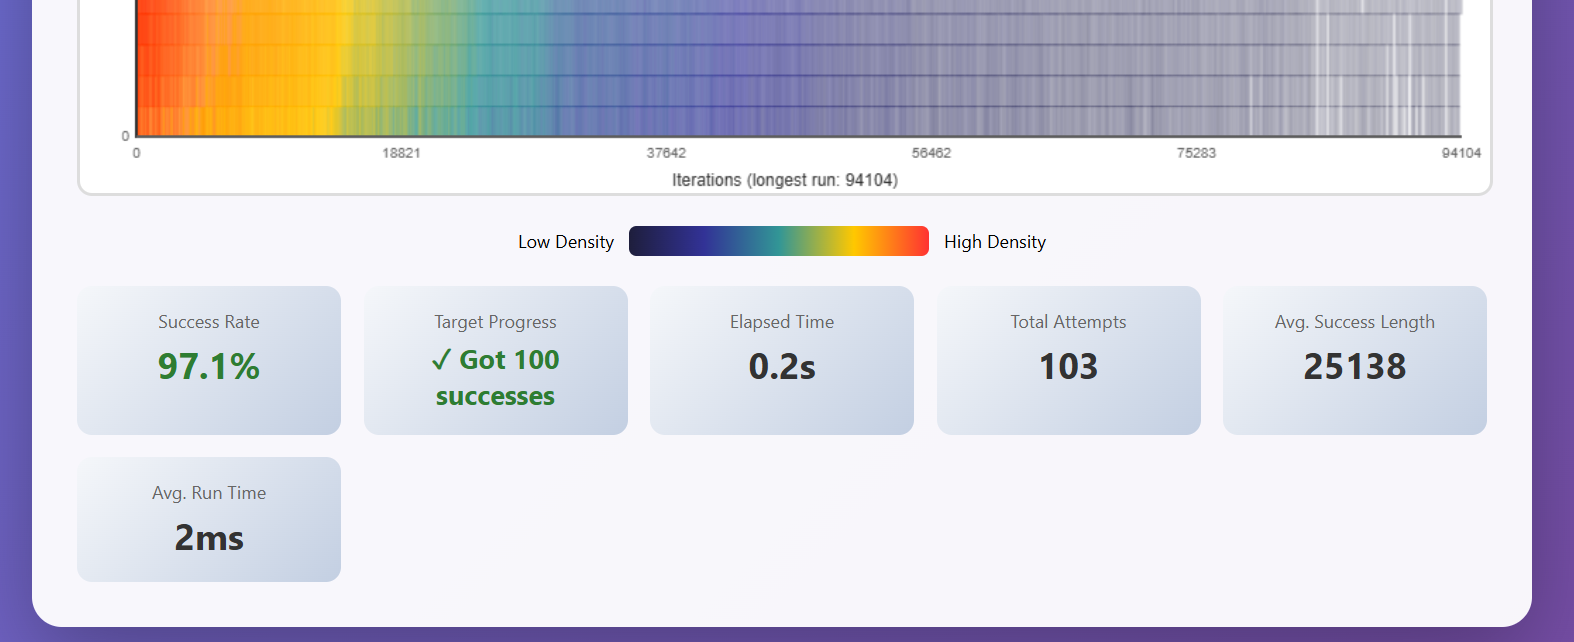 0
0 18821 37642 56462 75283 94104
Iterations (longest run: 94104)
Low Density High Density
Success Rate
97.1%
Target Progress
✓ Got 100
successes
Elapsed Time
0.2s
Total Attempts
103
Avg. Success Length
25138
Avg. Run Time
2ms